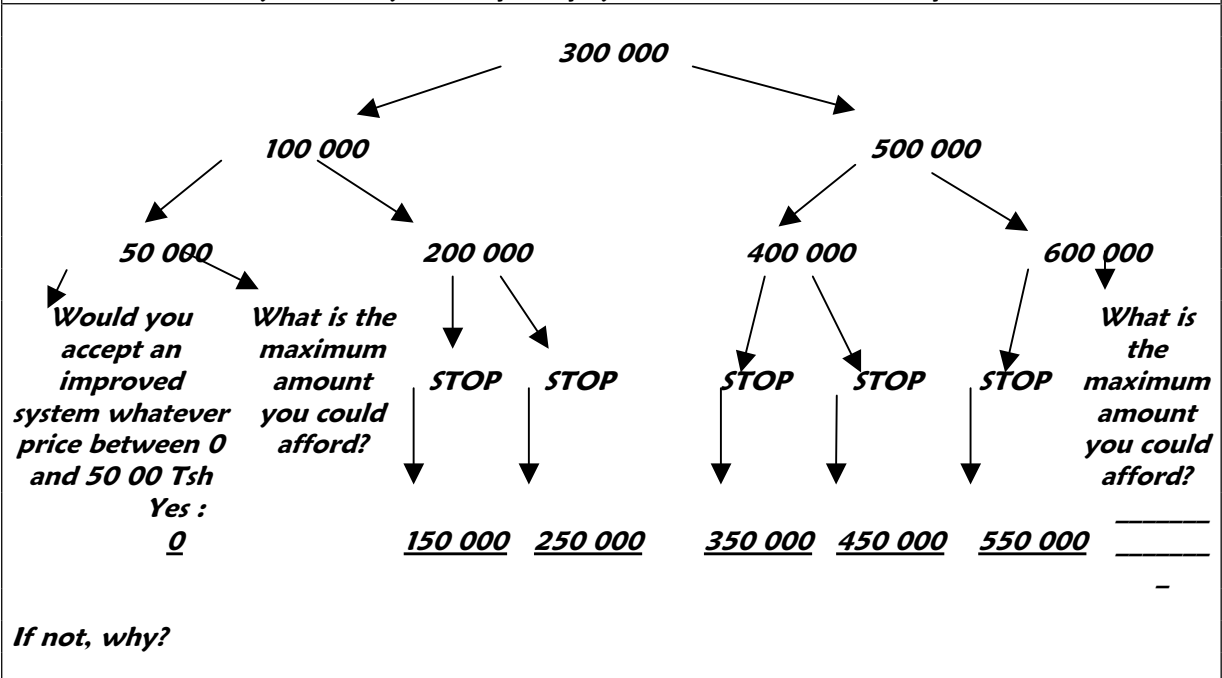 300 000
100 000 500 000
50 000 200 000 400 000 600 000
Would you
accept an
improved
system whatever
price between 0
and 50 00 Tsh
Yes :
0
What is the
maximum
amount
you could
afford?
STOP STOP STOP STOP STOP
What is
the
maximum
amount
you could
afford?
150 000 250 000 350 000 450 000 550 000
If not, why?